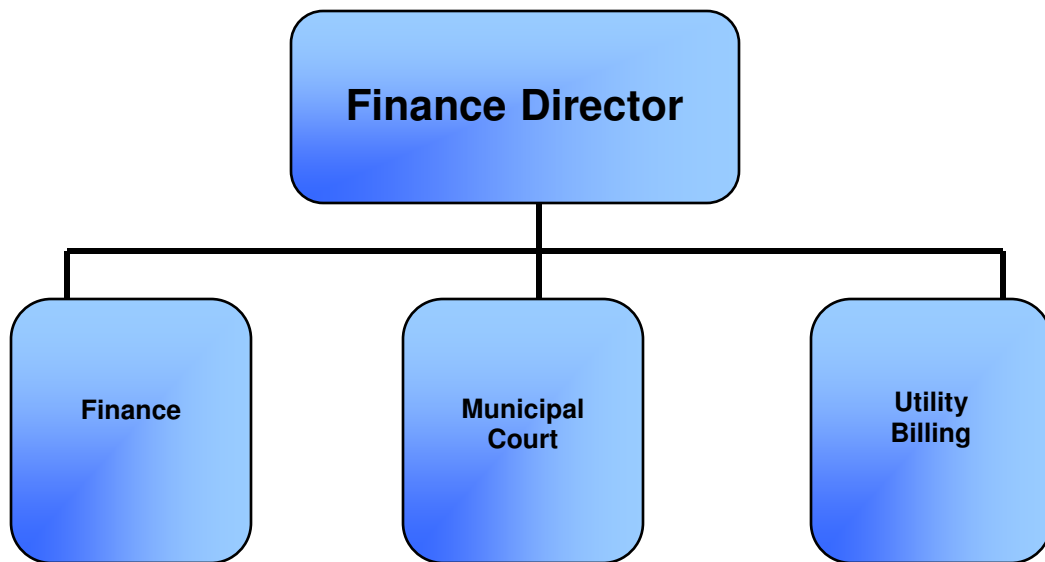 Finance Director
Finance
Municipal
Court
Utility
Billing